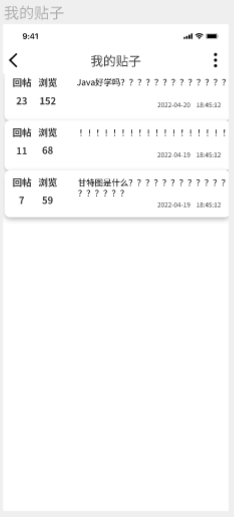 我的贴子
9:41
我的贴子
回帖 浏览 Java好学吗？？？？？？？？？？？？？？
23 152
2022-04-20 18:45:12
回帖 浏览 ！！！！！！！！！！！！！！！！！！
11 68
2022-04-19 18:45:12
回帖 浏览 甘特图是什么？？？？？？？？？？？？
？？？？？？
7 59
2022-04-19 18:45:12